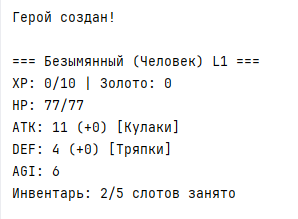 Герой создан!
=== Безымянный (Человек) L1 ===
XP: 0/10 | Золото: 0
HP: 77/77
ATK: 11 (+0) [Кулаки]
DEF: 4 (+0) [Тряпки]
AGI: 6
Инвентарь: 2/5 слотов занято